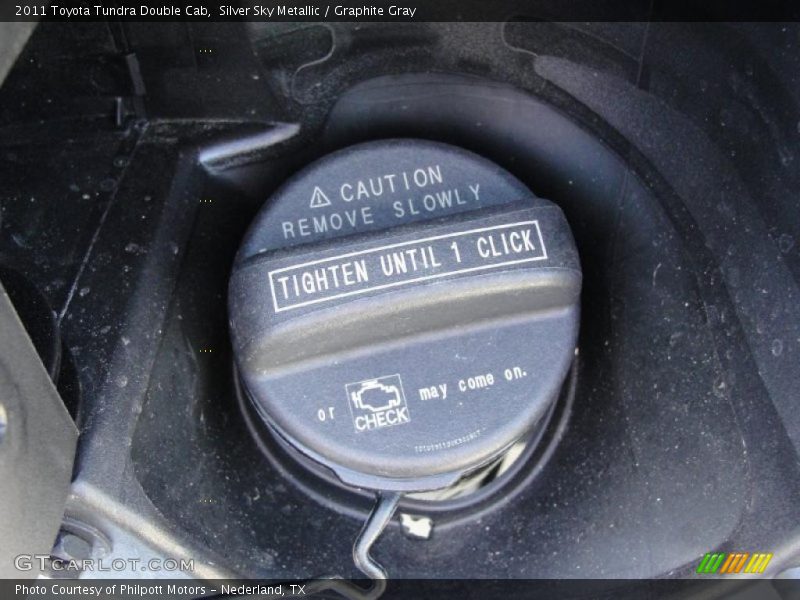 2011 Toyota Tundra Double Cab,  Silver Sky Metallic / Graphite Gray
⚠ CAUTION
REMOVE SLOWLY
TIGHTEN UNTIL 1 CLICK
or CHECK may come on.
GTCARLOT.COM
Photo Courtesy of Philpott Motors - Nederland, TX